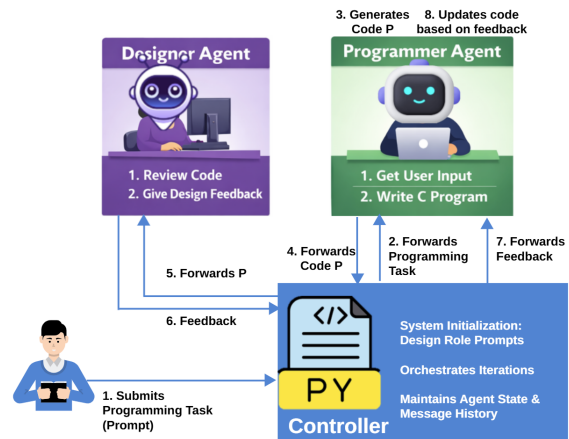 3. Generates
Code P
8. Updates code
based on feedback
Designer Agent
1. Review Code
2. Give Design Feedback
Programmer Agent
1. Get User Input
2. Write C Program
4. Forwards
Code P
2. Forwards
Programming
Task
7. Forwards
Feedback
5. Forwards P
6. Feedback
1. Submits
Programming Task
(Prompt)
</>
PY
Controller
System Initialization:
Design Role Prompts
Orchestrates Iterations
Maintains Agent State &
Message History